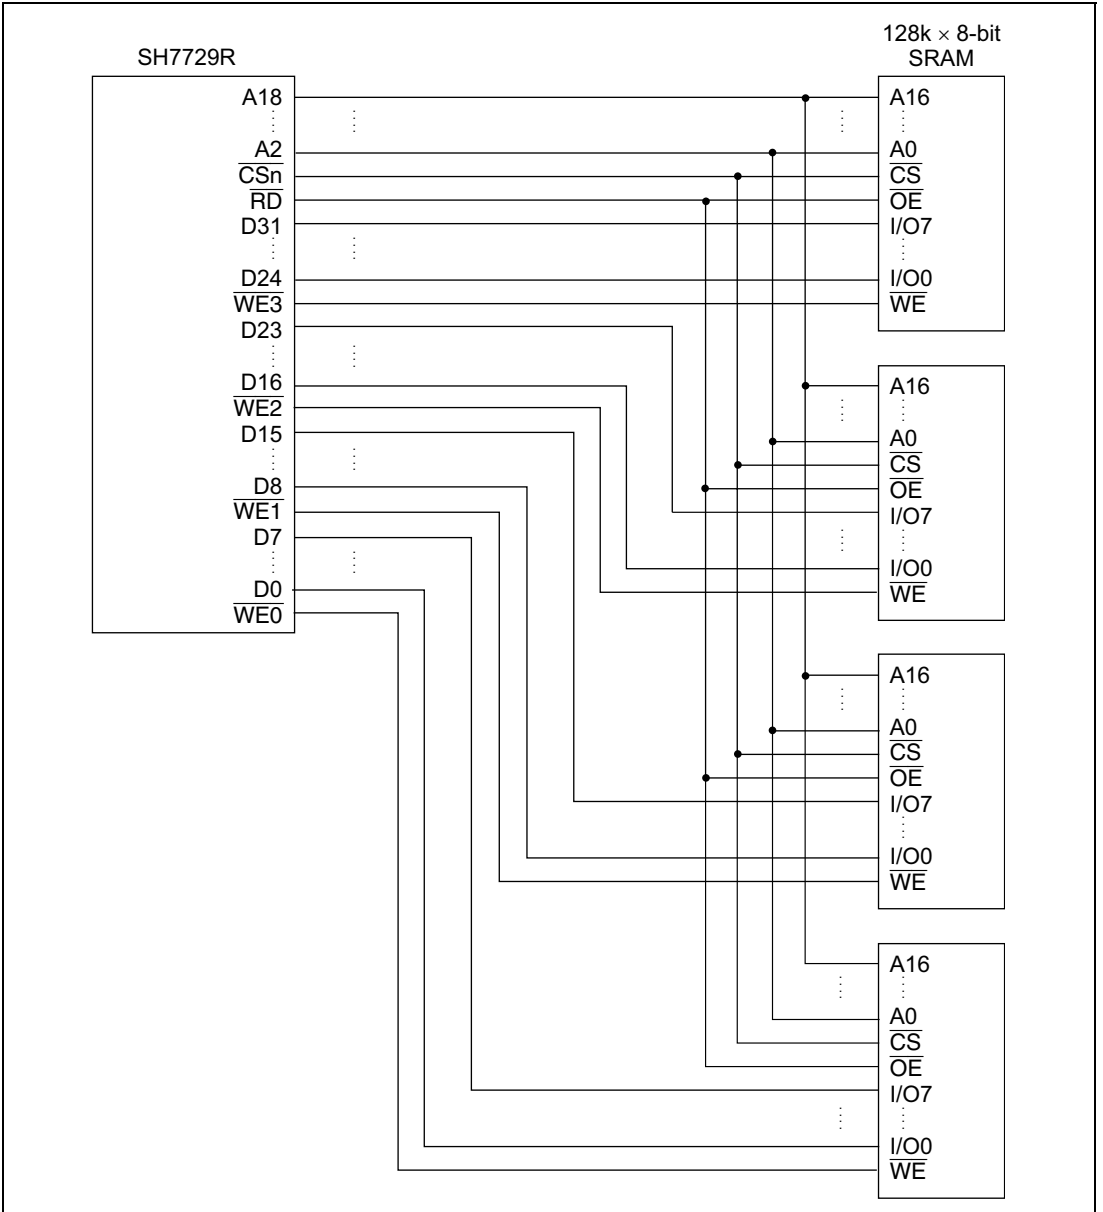 SH7729R
A18
A2
CSn
RD
D31
D24
WE3
D23
D16
WE2
D15
D8
WE1
D7
D0
WE0
128k × 8-bit
SRAM
A16
A0
CS
OE
I/O7
I/O0
WE
A16
A0
CS
OE
I/O7
I/O0
WE
A16
A0
CS
OE
I/O7
I/O0
WE
A16
A0
CS
OE
I/O7
I/O0
WE